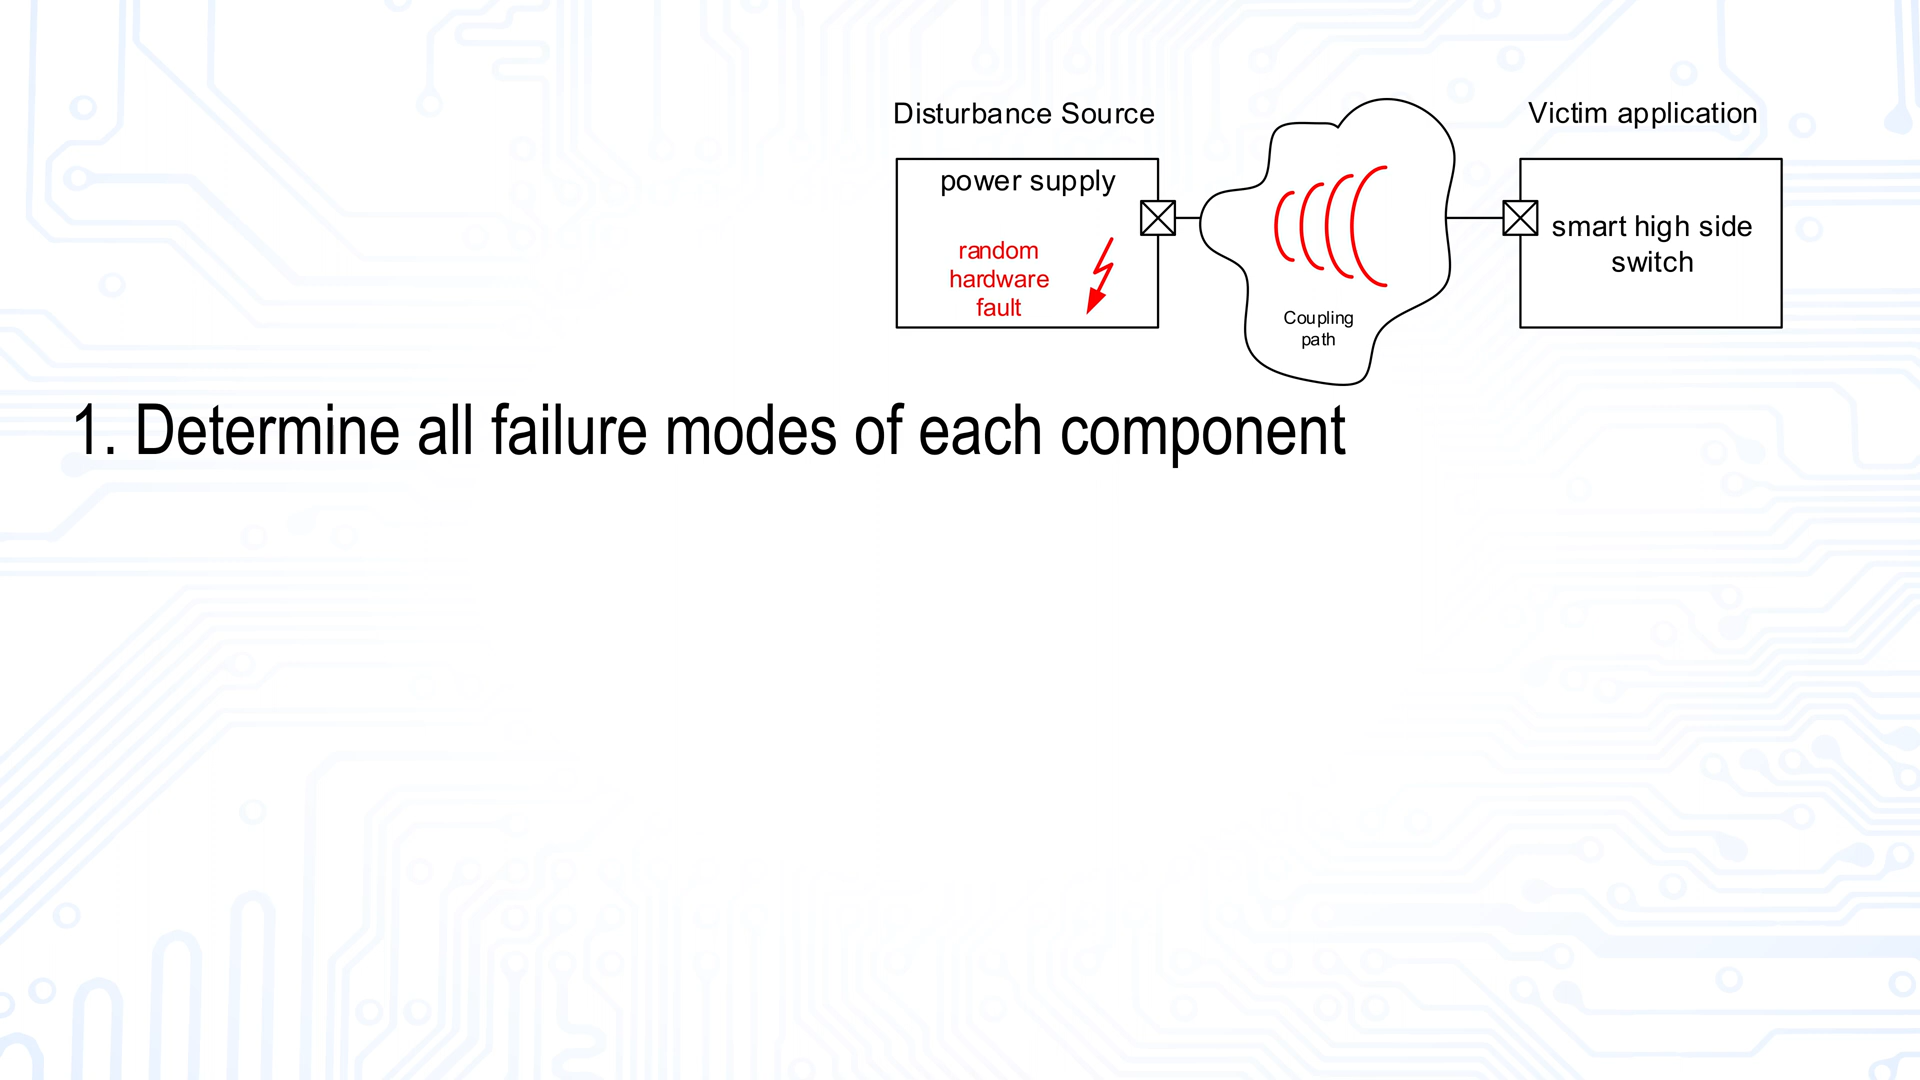 Disturbance Source
Victim application
power supply
random
hardware
fault
Coupling
path
smart high side
switch
1. Determine all failure modes of each component